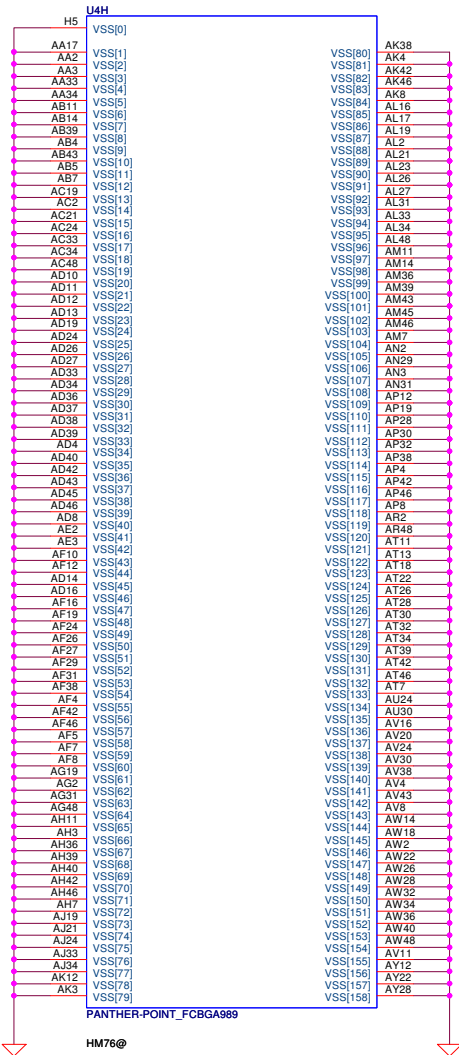 U4H
H5 VSS[0]
AA17 VSS[1] VSS[80] AK38
AA2 VSS[2] VSS[81] AK4
AA3 VSS[3] VSS[82] AK42
AA33 VSS[4] VSS[83] AK46
AA34 VSS[5] VSS[84] AK8
AB11 VSS[6] VSS[85] AL16
AB14 VSS[7] VSS[86] AL17
AB39 VSS[8] VSS[87] AL19
AB4 VSS[9] VSS[88] AL2
AB43 VSS[10] VSS[89] AL21
AB5 VSS[11] VSS[90] AL23
AB7 VSS[12] VSS[91] AL26
AC19 VSS[13] VSS[92] AL27
AC2 VSS[14] VSS[93] AL31
AC21 VSS[15] VSS[94] AL33
AC24 VSS[16] VSS[95] AL34
AC33 VSS[17] VSS[96] AL48
AC34 VSS[18] VSS[97] AM11
AC48 VSS[19] VSS[98] AM14
AD10 VSS[20] VSS[99] AM36
AD11 VSS[21] VSS[100] AM39
AD12 VSS[22] VSS[101] AM43
AD13 VSS[23] VSS[102] AM45
AD19 VSS[24] VSS[103] AM46
AD24 VSS[25] VSS[104] AM7
AD26 VSS[26] VSS[105] AN2
AD27 VSS[27] VSS[106] AN29
AD33 VSS[28] VSS[107] AN3
AD34 VSS[29] VSS[108] AN31
AD36 VSS[30] VSS[109] AP12
AD37 VSS[31] VSS[110] AP19
AD38 VSS[32] VSS[111] AP28
AD39 VSS[33] VSS[112] AP30
AD4 VSS[34] VSS[113] AP32
AD40 VSS[35] VSS[114] AP38
AD42 VSS[36] VSS[115] AP4
AD43 VSS[37] VSS[116] AP42
AD45 VSS[38] VSS[117] AP46
AD46 VSS[39] VSS[118] AP8
AD8 VSS[40] VSS[119] AR2
AE2 VSS[41] VSS[120] AR48
AE3 VSS[42] VSS[121] AT11
AF10 VSS[43] VSS[122] AT13
AF12 VSS[44] VSS[123] AT18
AD14 VSS[45] VSS[124] AT22
AD16 VSS[46] VSS[125] AT26
AF16 VSS[47] VSS[126] AT28
AF19 VSS[48] VSS[127] AT30
AF24 VSS[49] VSS[128] AT32
AF26 VSS[50] VSS[129] AT34
AF27 VSS[51] VSS[130] AT39
AF29 VSS[52] VSS[131] AT42
AF31 VSS[53] VSS[132] AT46
AF38 VSS[54] VSS[133] AT7
AF4 VSS[55] VSS[134] AU24
AF42 VSS[56] VSS[135] AU30
AF46 VSS[57] VSS[136] AV16
AF5 VSS[58] VSS[137] AV20
AF7 VSS[59] VSS[138] AV24
AF8 VSS[60] VSS[139] AV30
AG19 VSS[61] VSS[140] AV38
AG2 VSS[62] VSS[141] AV4
AG31 VSS[63] VSS[142] AV43
AG48 VSS[64] VSS[143] AV8
AH11 VSS[65] VSS[144] AW14
AH3 VSS[66] VSS[145] AW18
AH36 VSS[67] VSS[146] AW2
AH39 VSS[68] VSS[147] AW22
AH40 VSS[69] VSS[148] AW26
AH42 VSS[70] VSS[149] AW28
AH46 VSS[71] VSS[150] AW32
AH7 VSS[72] VSS[151] AW34
AJ19 VSS[73] VSS[152] AW36
AJ21 VSS[74] VSS[153] AW40
AJ24 VSS[75] VSS[154] AW48
AJ33 VSS[76] VSS[155] AV11
AJ34 VSS[77] VSS[156] AY12
AK12 VSS[78] VSS[157] AY22
AK3 VSS[79] VSS[158] AY28
PANTHER-POINT_FCBGA989
HM76@